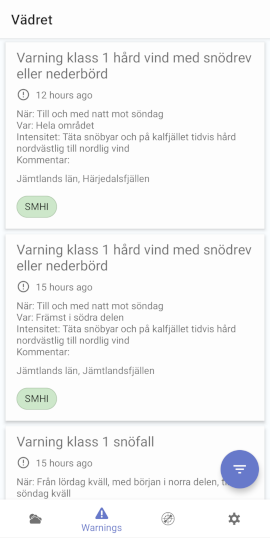 Vädret
Varning klass 1 hård vind med snödrev
eller nederbörd
12 hours ago
När: Till och med natt mot söndag
Var: Hela området
Intensitet: Täta snöbyar och på kalfjället tidvis hård
nordvästlig till nordlig vind
Kommentar:
Jämtlands län, Härjedalsfjällen
SMHI
Varning klass 1 hård vind med snödrev
eller nederbörd
15 hours ago
När: Till och med natt mot söndag
Var: Främst i södra delen
Intensitet: Täta snöbyar och på kalfjället tidvis hård
nordvästlig till nordlig vind
Kommentar:
Jämtlands län, Jämtlandsfjällen
SMHI
Varning klass 1 snöfall
15 hours ago
När: Från lördag kväll, med början i norra delen,
söndag kväll
Warnings